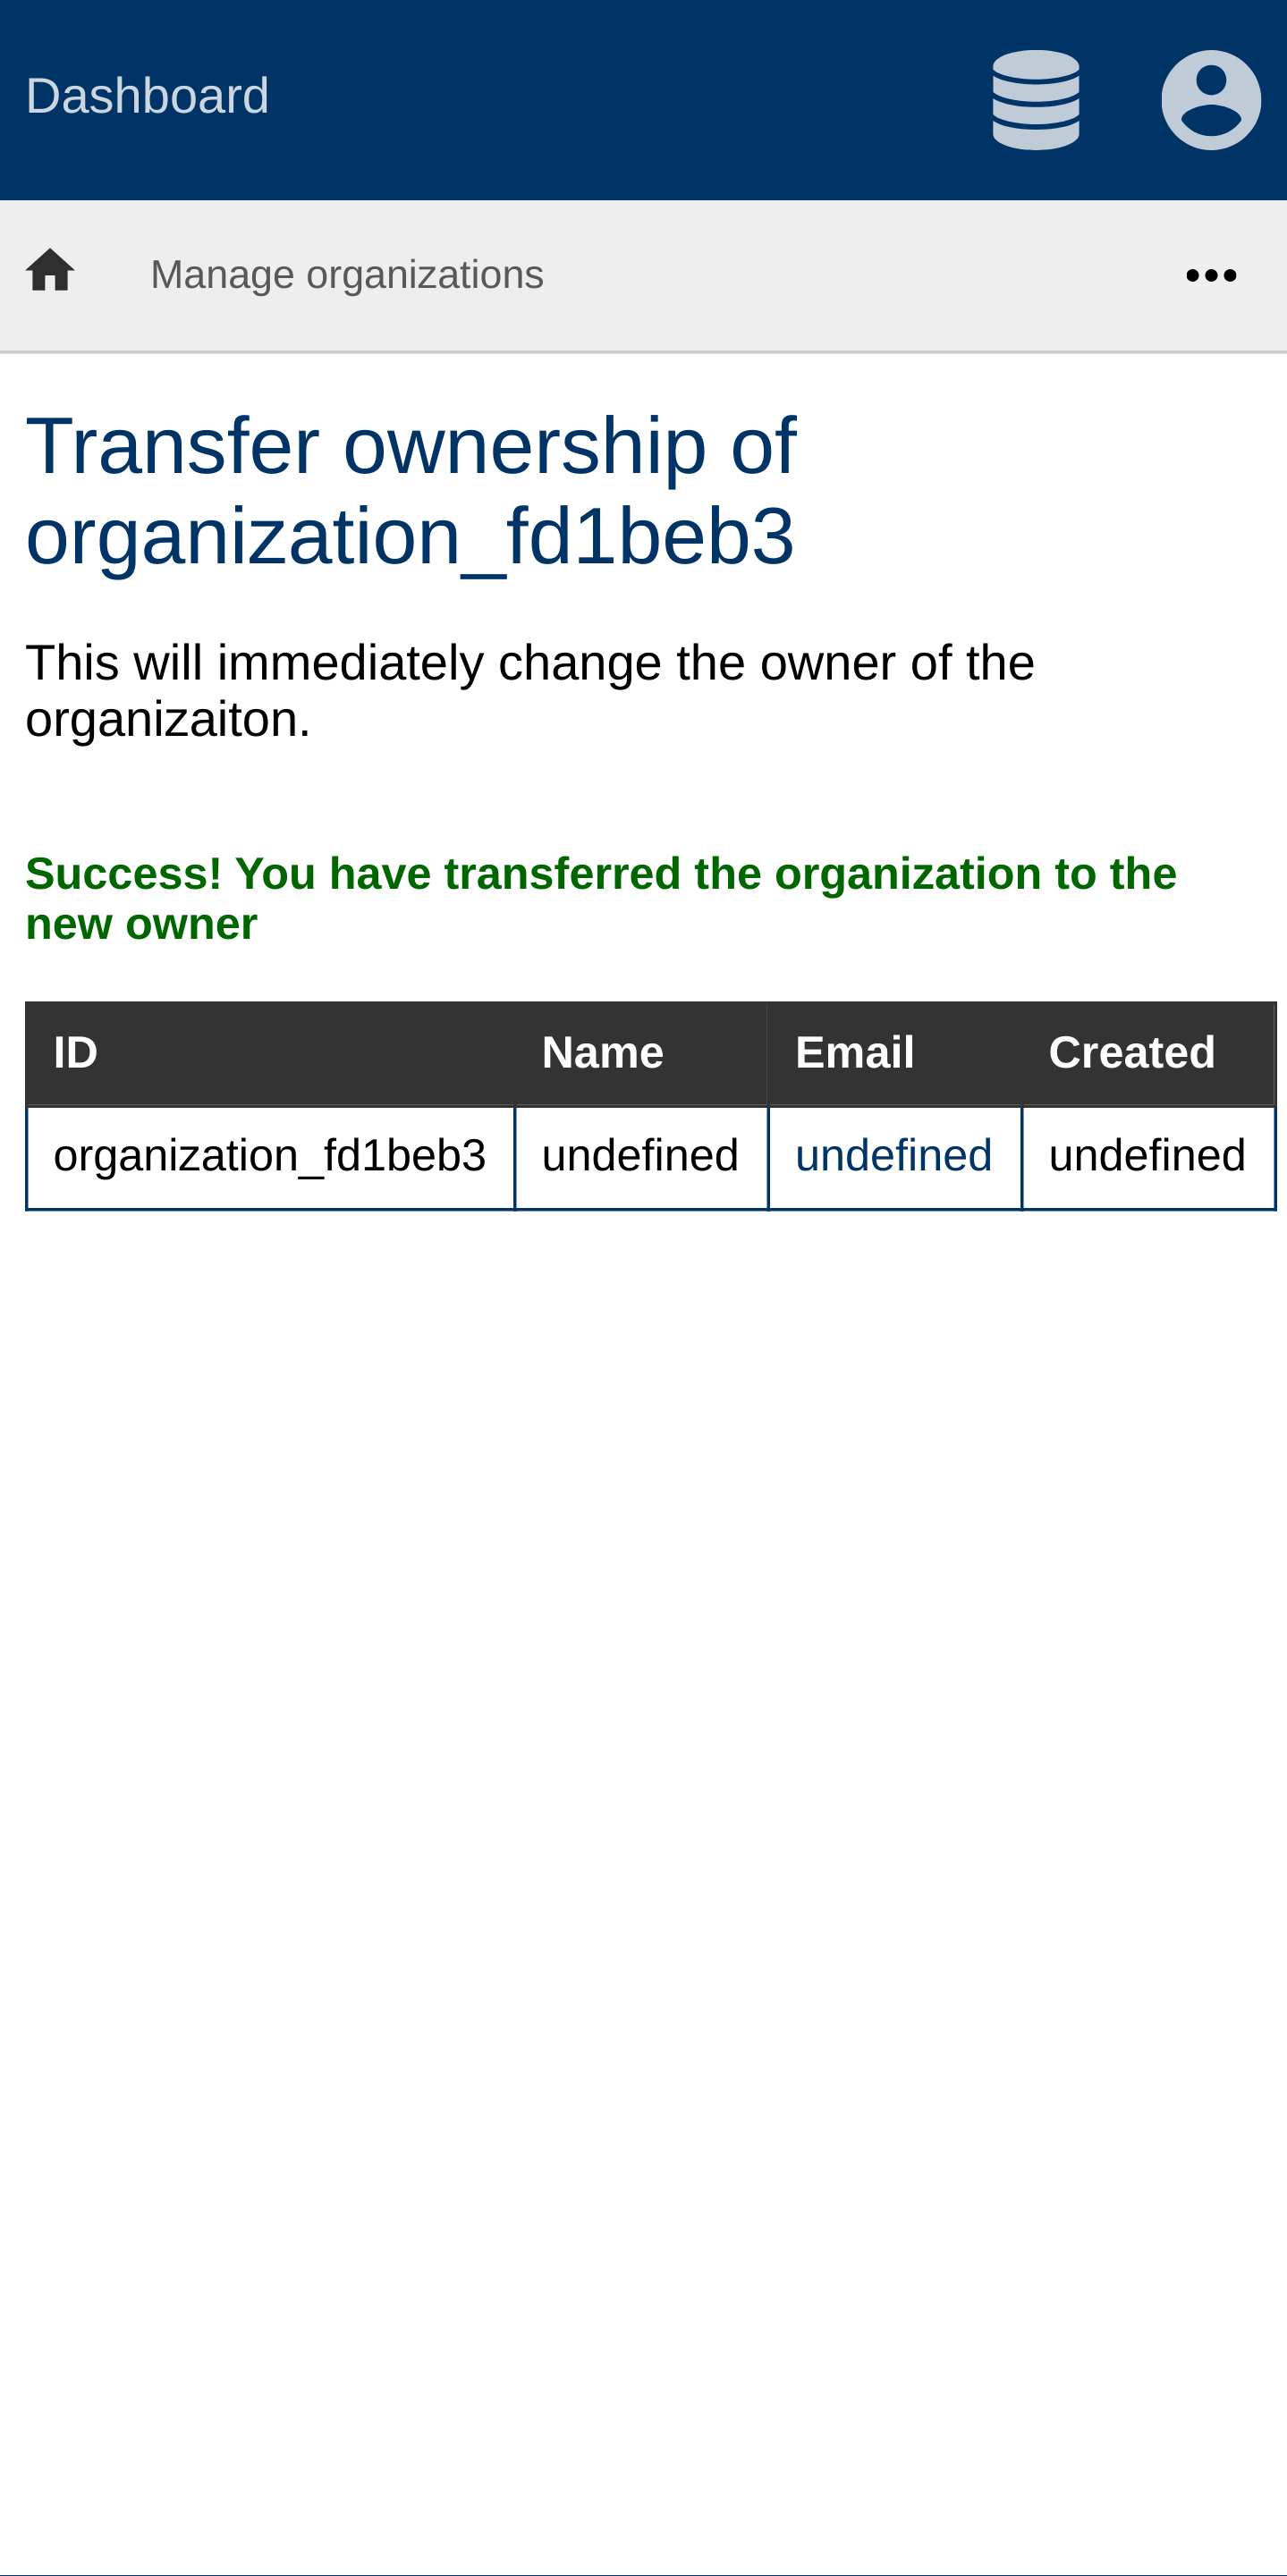 Dashboard
Manage organizations
Transfer ownership of
organization_fd1beb3
This will immediately change the owner of the
organizaiton.
Success! You have transferred the organization to the
new owner
ID Name Email Created
organization_fd1beb3 undefined undefined undefined